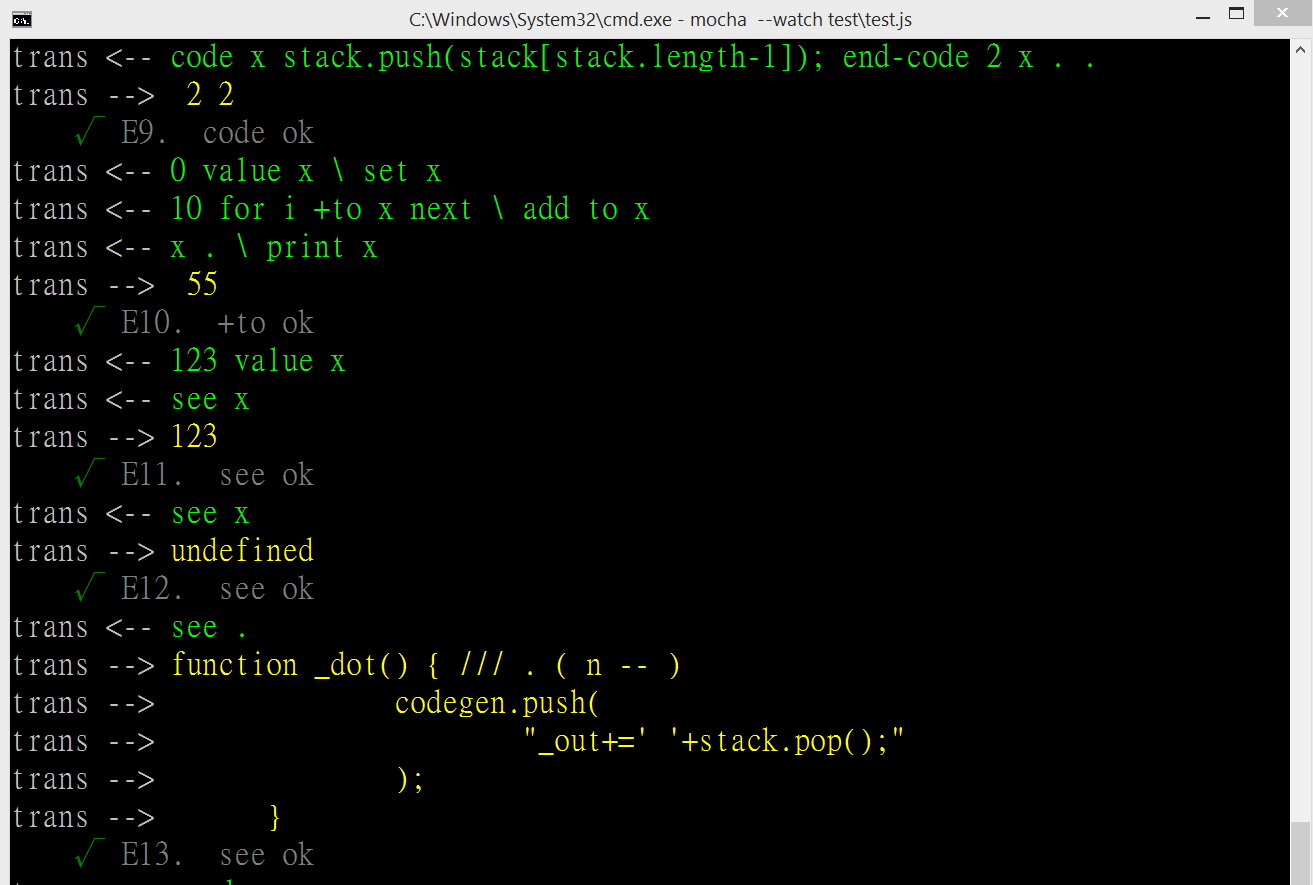 C:\Windows\System32\cmd.exe - mocha  --watch test\test.js
trans <-- code x stack.push(stack[stack.length-1]); end-code 2 x . .
trans -->  2 2
√ E9.  code ok
trans <-- 0 value x \ set x
trans <-- 10 for i +to x next \ add to x
trans <-- x . \ print x
trans -->  55
√ E10.  +to ok
trans <-- 123 value x
trans <-- see x
trans --> 123
√ E11.  see ok
trans <-- see x
trans --> undefined
√ E12.  see ok
trans <-- see .
trans --> function _dot() { /// . ( n -- )
trans -->               codegen.push(
trans -->                       "_out+=' '+stack.pop();"
trans -->               );
trans -->       }
√ E13.  see ok